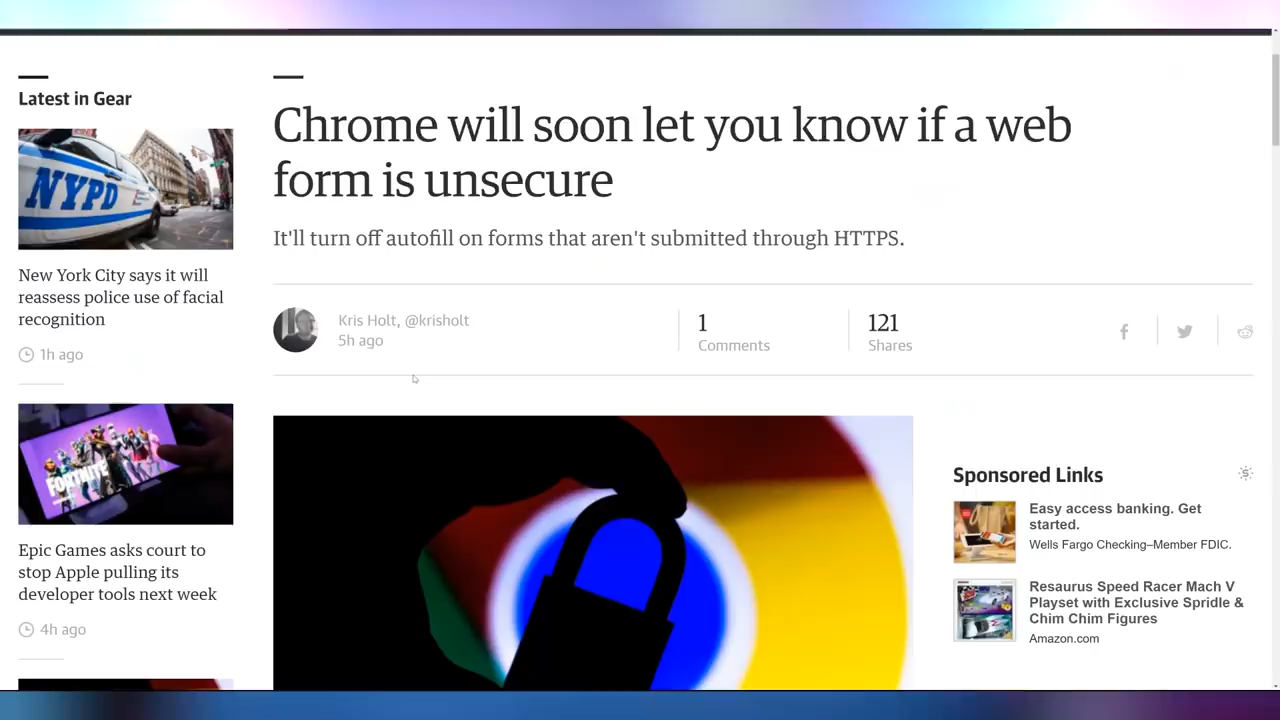 Latest in Gear
NYPD
New York City says it will
reassess police use of facial
recognition
1h ago
FORTNITE
Epic Games asks court to
stop Apple pulling its
developer tools next week
4h ago
Chrome will soon let you know if a web
form is unsecure
It'll turn off autofill on forms that aren't submitted through HTTPS.
Kris Holt, @krisholt
5h ago
1
Comments
121
Shares
Sponsored Links
Easy access banking. Get
started.
Wells Fargo Checking–Member FDIC.
Resaurus Speed Racer Mach V
Playset with Exclusive Spridle &
Chim Chim Figures
Amazon.com